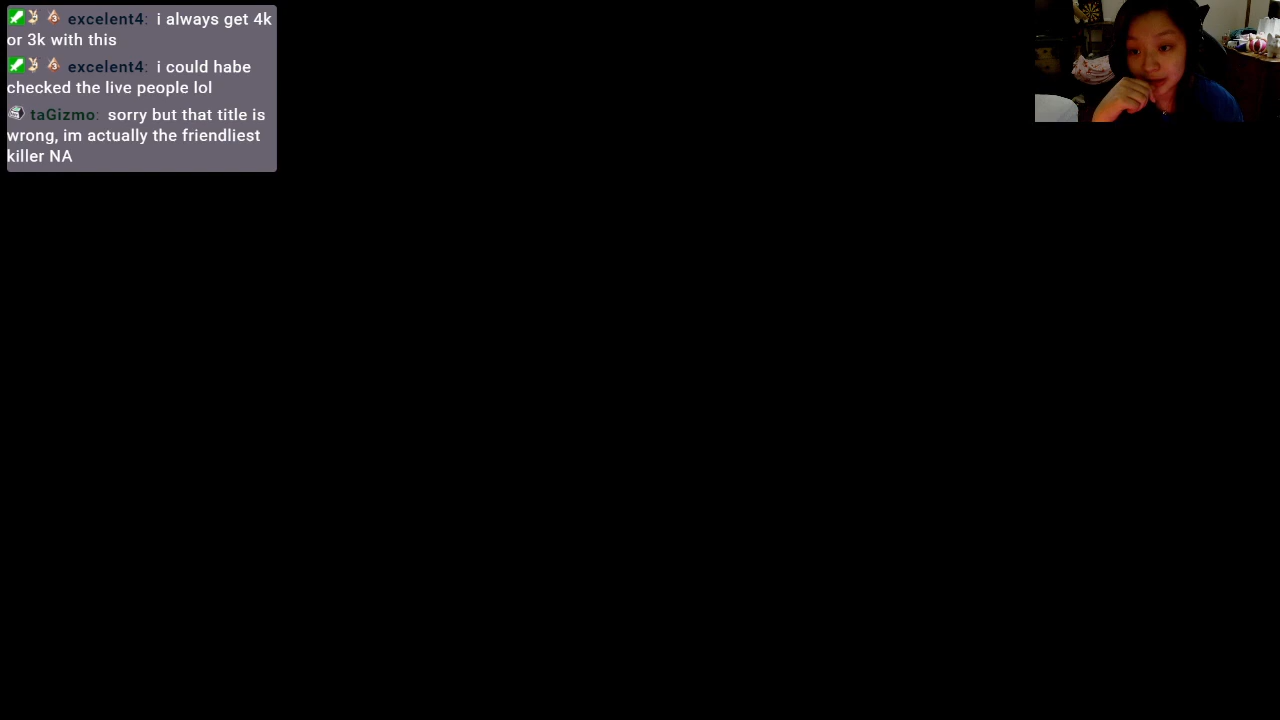 excelent4: i always get 4k
or 3k with this
excelent4: i could habe
checked the live people lol
taGizmo: sorry but that title is
wrong, im actually the friendliest
killer NA